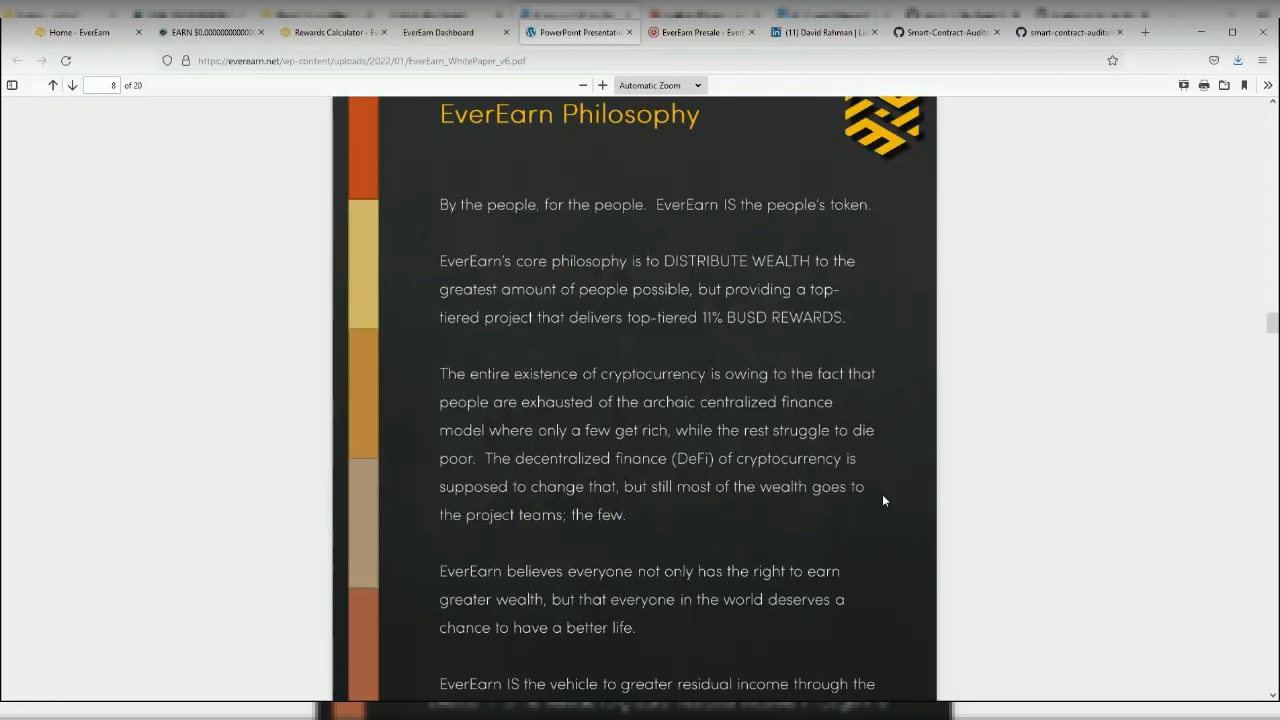 Home - EverEarn
EARN $0.000000000000
Rewards Calculator - Eve
EverEarn Dashboard
PowerPoint Presentatio
EverEarn Presale - EverE
(11) David Rahman | Lin
Smart-Contract-Audits
smart-contract-audits/
https://everearn.net/wp-content/uploads/2022/01/EverEarn_WhitePaper_v6.pdf
8 of 20
Automatic Zoom
EverEarn Philosophy
By the people, for the people. EverEarn IS the people's token.
EverEarn's core philosophy is to DISTRIBUTE WEALTH to the
greatest amount of people possible, but providing a top-
tiered project that delivers top-tiered 11% BUSD REWARDS.
The entire existence of cryptocurrency is owing to the fact that
people are exhausted of the archaic centralized finance
model where only a few get rich, while the rest struggle to die
poor. The decentralized finance (DeFi) of cryptocurrency is
supposed to change that, but still most of the wealth goes to
the project teams; the few.
EverEarn believes everyone not only has the right to earn
greater wealth, but that everyone in the world deserves a
chance to have a better life.
EverEarn IS the vehicle to greater residual income through the